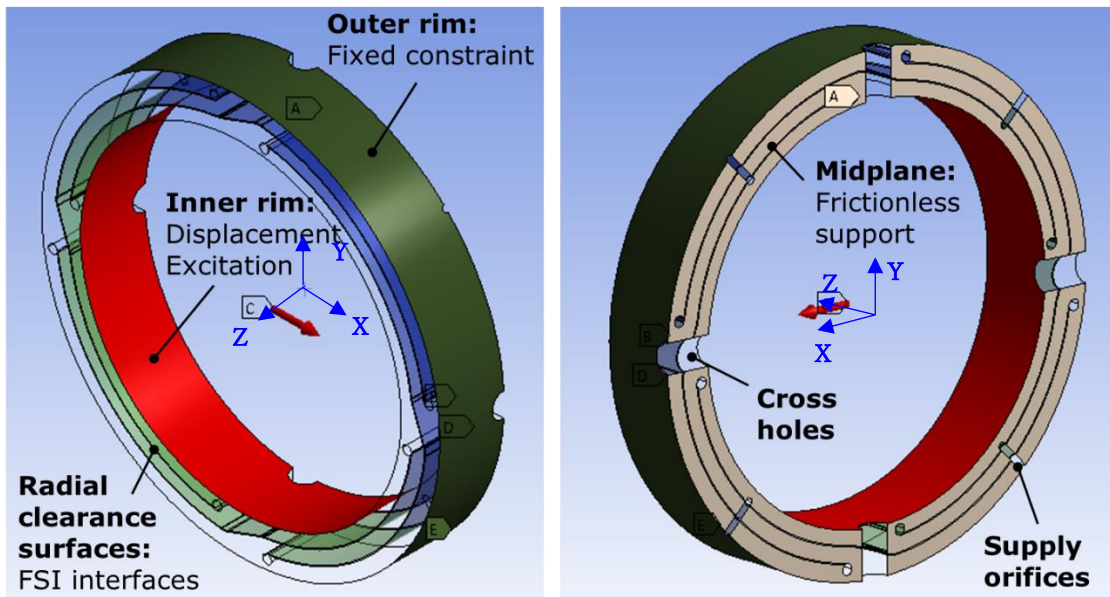 Outer rim:
Fixed constraint
A
Inner rim:
Displacement
Excitation
Y
C
Z
X
D
E
Radial
clearance
surfaces:
FSI interfaces
A
Midplane:
Frictionless
support
Z
Y
X
B
D
Cross
holes
E
Supply
orifices